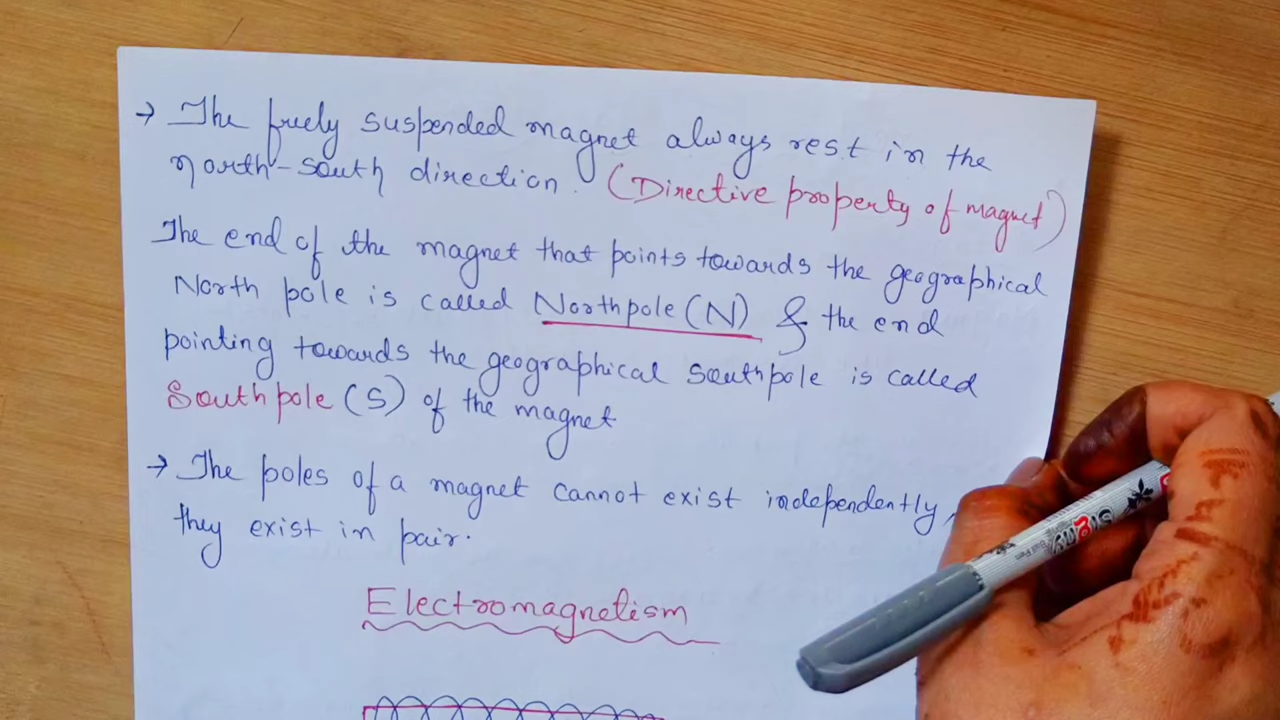 → The freely suspended magnet always rest in the
north-south direction. (Directive property of magnet)
The end of the magnet that points towards the geographical
North pole is called Northpole (N) & the end
pointing towards the geographical Southpole is called
Southpole (S) of the magnet
→ The poles of a magnet cannot exist independently,
they exist in pair.
Electromagnetism